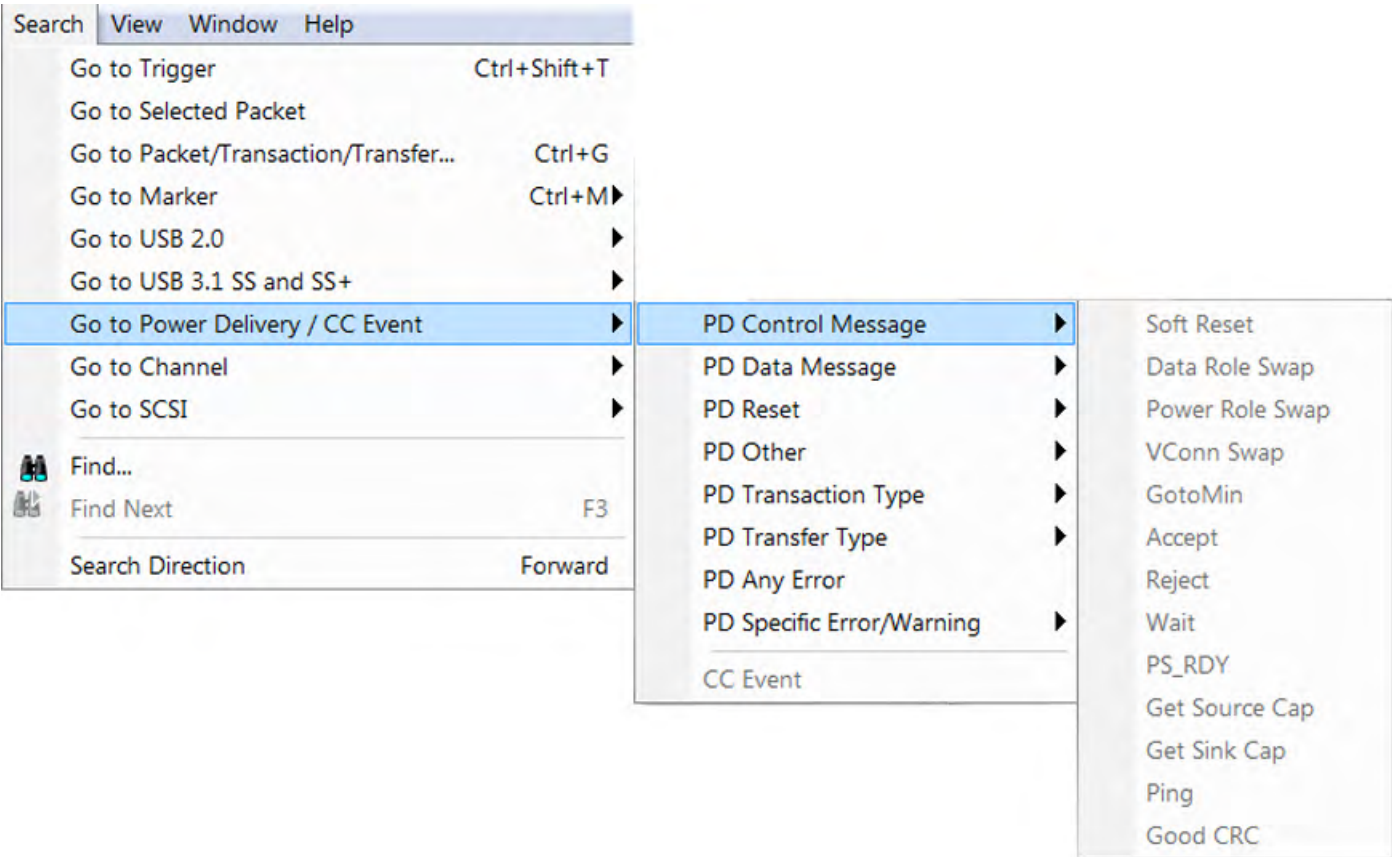 Search View Window Help
Go to Trigger Ctrl+Shift+T
Go to Selected Packet
Go to Packet/Transaction/Transfer... Ctrl+G
Go to Marker Ctrl+M
Go to USB 2.0
Go to USB 3.1 SS and SS+
Go to Power Delivery / CC Event
Go to Channel
Go to SCSI
Find...
Find Next F3
Search Direction Forward
PD Control Message
PD Data Message
PD Reset
PD Other
PD Transaction Type
PD Transfer Type
PD Any Error
PD Specific Error/Warning
CC Event
Soft Reset
Data Role Swap
Power Role Swap
VConn Swap
GotoMin
Accept
Reject
Wait
PS_RDY
Get Source Cap
Get Sink Cap
Ping
Good CRC